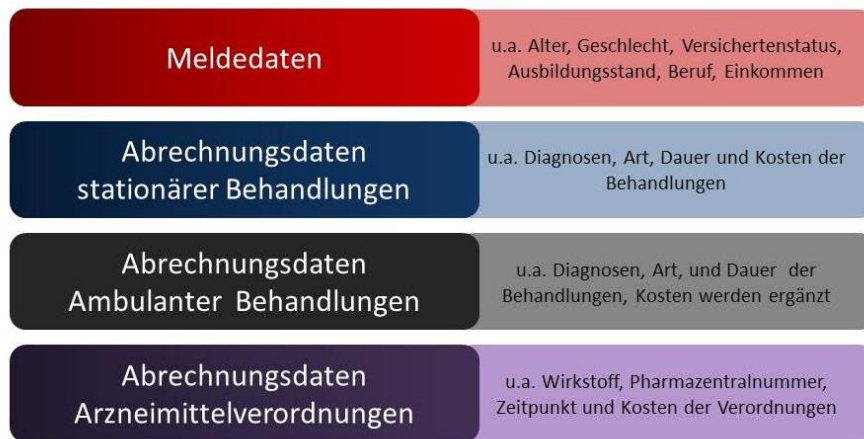 Meldedaten
u.a. Alter, Geschlecht, Versichertenstatus,
Ausbildungsstand, Beruf, Einkommen
Abrechnungsdaten
stationärer Behandlungen
u.a. Diagnosen, Art, Dauer und Kosten der
Behandlungen
Abrechnungsdaten
Ambulanter Behandlungen
u.a. Diagnosen, Art, und Dauer der
Behandlungen, Kosten werden ergänzt
Abrechnungsdaten
Arzneimittelverordnungen
u.a. Wirkstoff, Pharmazentralnummer,
Zeitpunkt und Kosten der Verordnungen